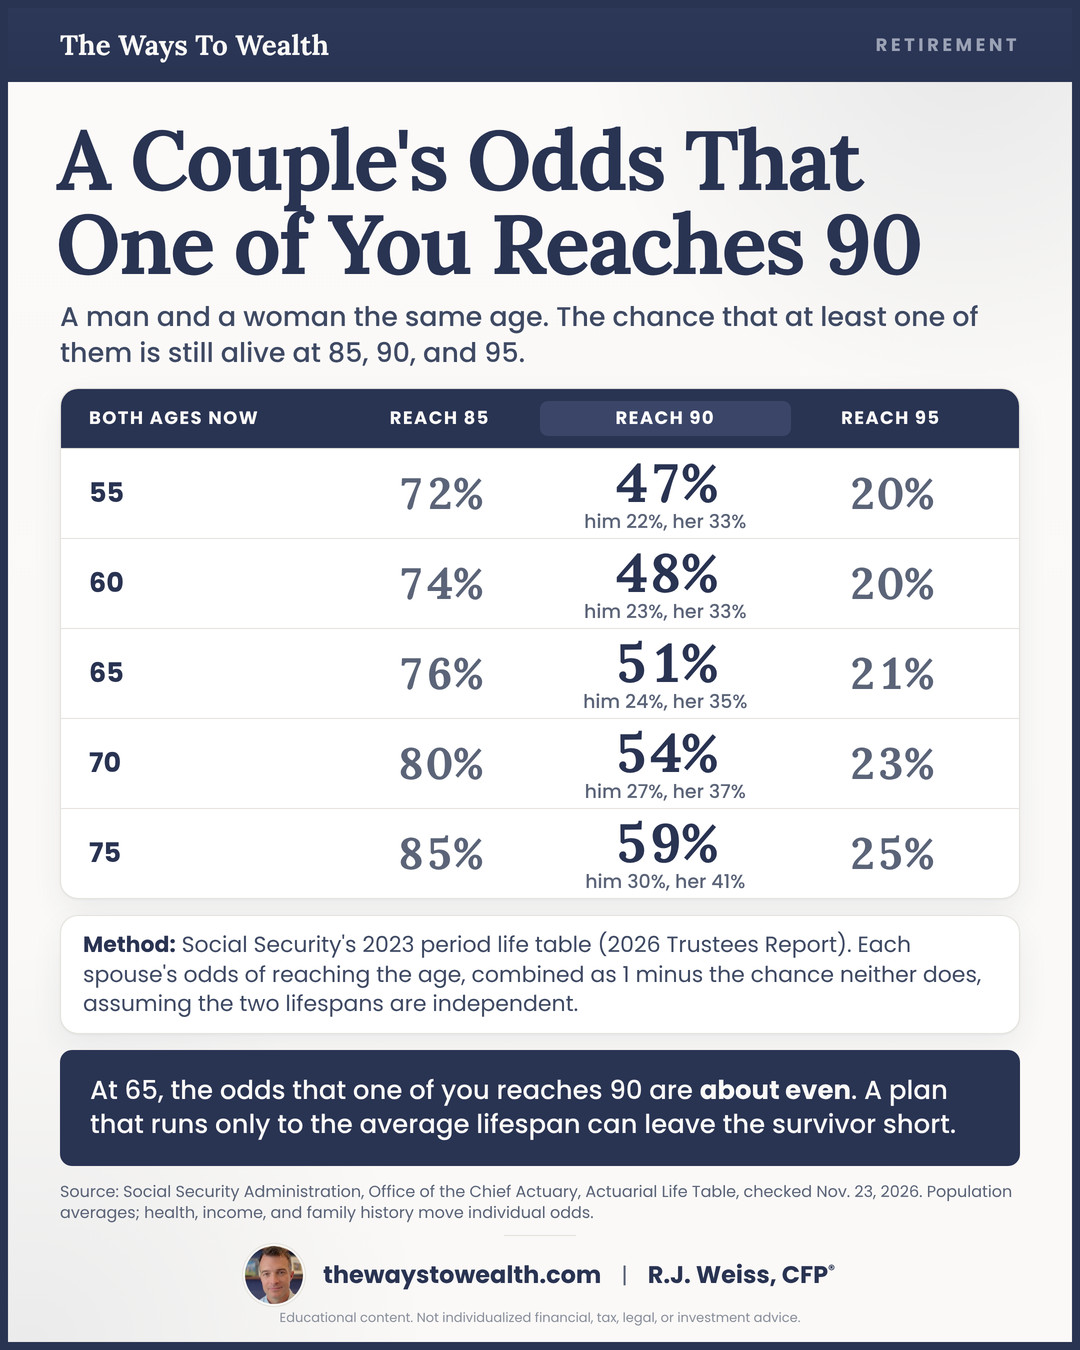 The Ways To Wealth
RETIREMENT
A Couple's Odds That
One of You Reaches 90
A man and a woman the same age. The chance that at least one of
them is still alive at 85, 90, and 95.
BOTH AGES NOW REACH 85 REACH 90 REACH 95
55 72% 47% 20%
him 22%, her 33%
60 74% 48% 20%
him 23%, her 33%
65 76% 51% 21%
him 24%, her 35%
70 80% 54% 23%
him 27%, her 37%
75 85% 59% 25%
him 30%, her 41%
Method: Social Security's 2023 period life table (2026 Trustees Report). Each
spouse's odds of reaching the age, combined as 1 minus the chance neither does,
assuming the two lifespans are independent.
At 65, the odds that one of you reaches 90 are about even. A plan
that runs only to the average lifespan can leave the survivor short.
Source: Social Security Administration, Office of the Chief Actuary, Actuarial Life Table, checked Nov. 23, 2026. Population
averages; health, income, and family history move individual odds.
thewaystowealth.com | R.J. Weiss, CFP®
Educational content. Not individualized financial, tax, legal, or investment advice.